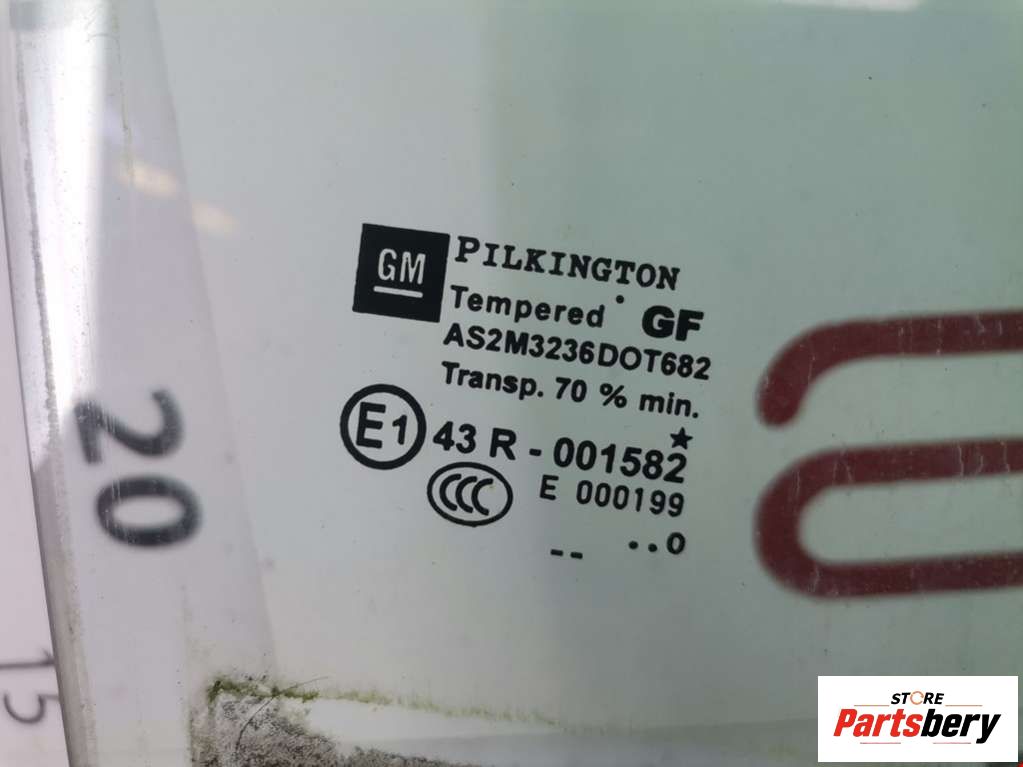 GM
PILKINGTON
Tempered GF
AS2M3236DOT682
Transp. 70 % min.
E1 43 R - 001582
CCC E 000199
-- ..0
20
15
STORE
Partsbery